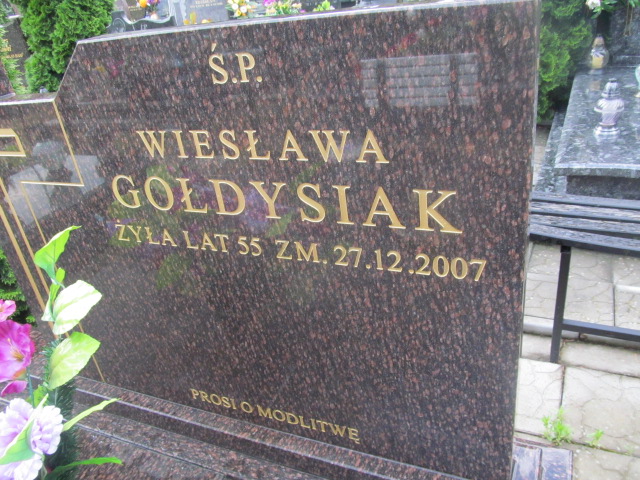 Ś.P.
WIESŁAWA
GOŁDYSIAK
ŻYŁA LAT 55 ZM. 27.12.2007
PROSI O MODLITWĘ